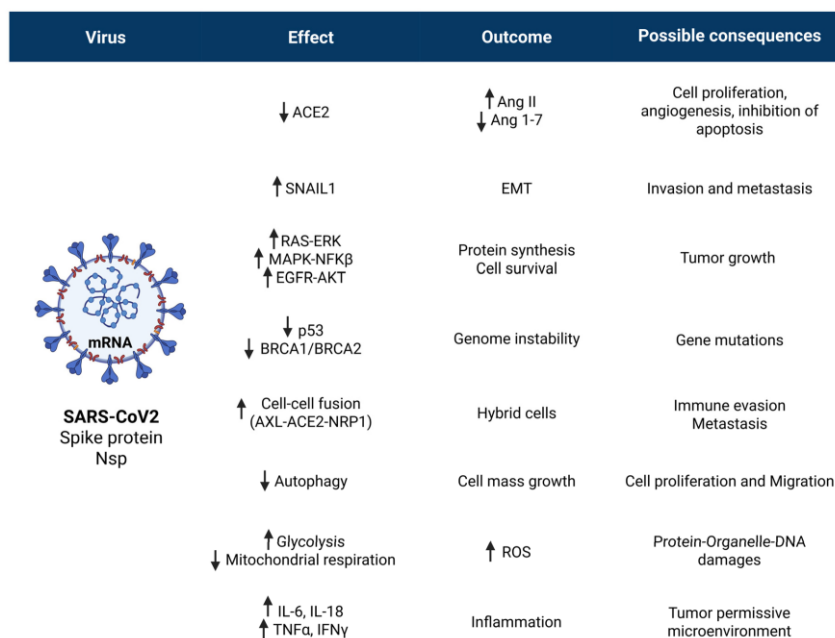 Virus Effect Outcome Possible consequences
↓ ACE2
↑ Ang II
↓ Ang 1-7
Cell proliferation,
angiogenesis, inhibition of
apoptosis
↑ SNAIL1
EMT
Invasion and metastasis
↑ RAS-ERK
↑ MAPK-NFKβ
↑ EGFR-AKT
Protein synthesis
Cell survival
Tumor growth
mRNA
SARS-CoV2
Spike protein
Nsp
↓ p53
↓ BRCA1/BRCA2
Genome instability
Gene mutations
↑ Cell-cell fusion
(AXL-ACE2-NRP1)
Hybrid cells
Immune evasion
Metastasis
↓ Autophagy
Cell mass growth
Cell proliferation and Migration
↑ Glycolysis
↓ Mitochondrial respiration
↑ ROS
Protein-Organelle-DNA
damages
↑ IL-6, IL-18
↑ TNFα, IFNγ
Inflammation
Tumor permissive
microenvironment